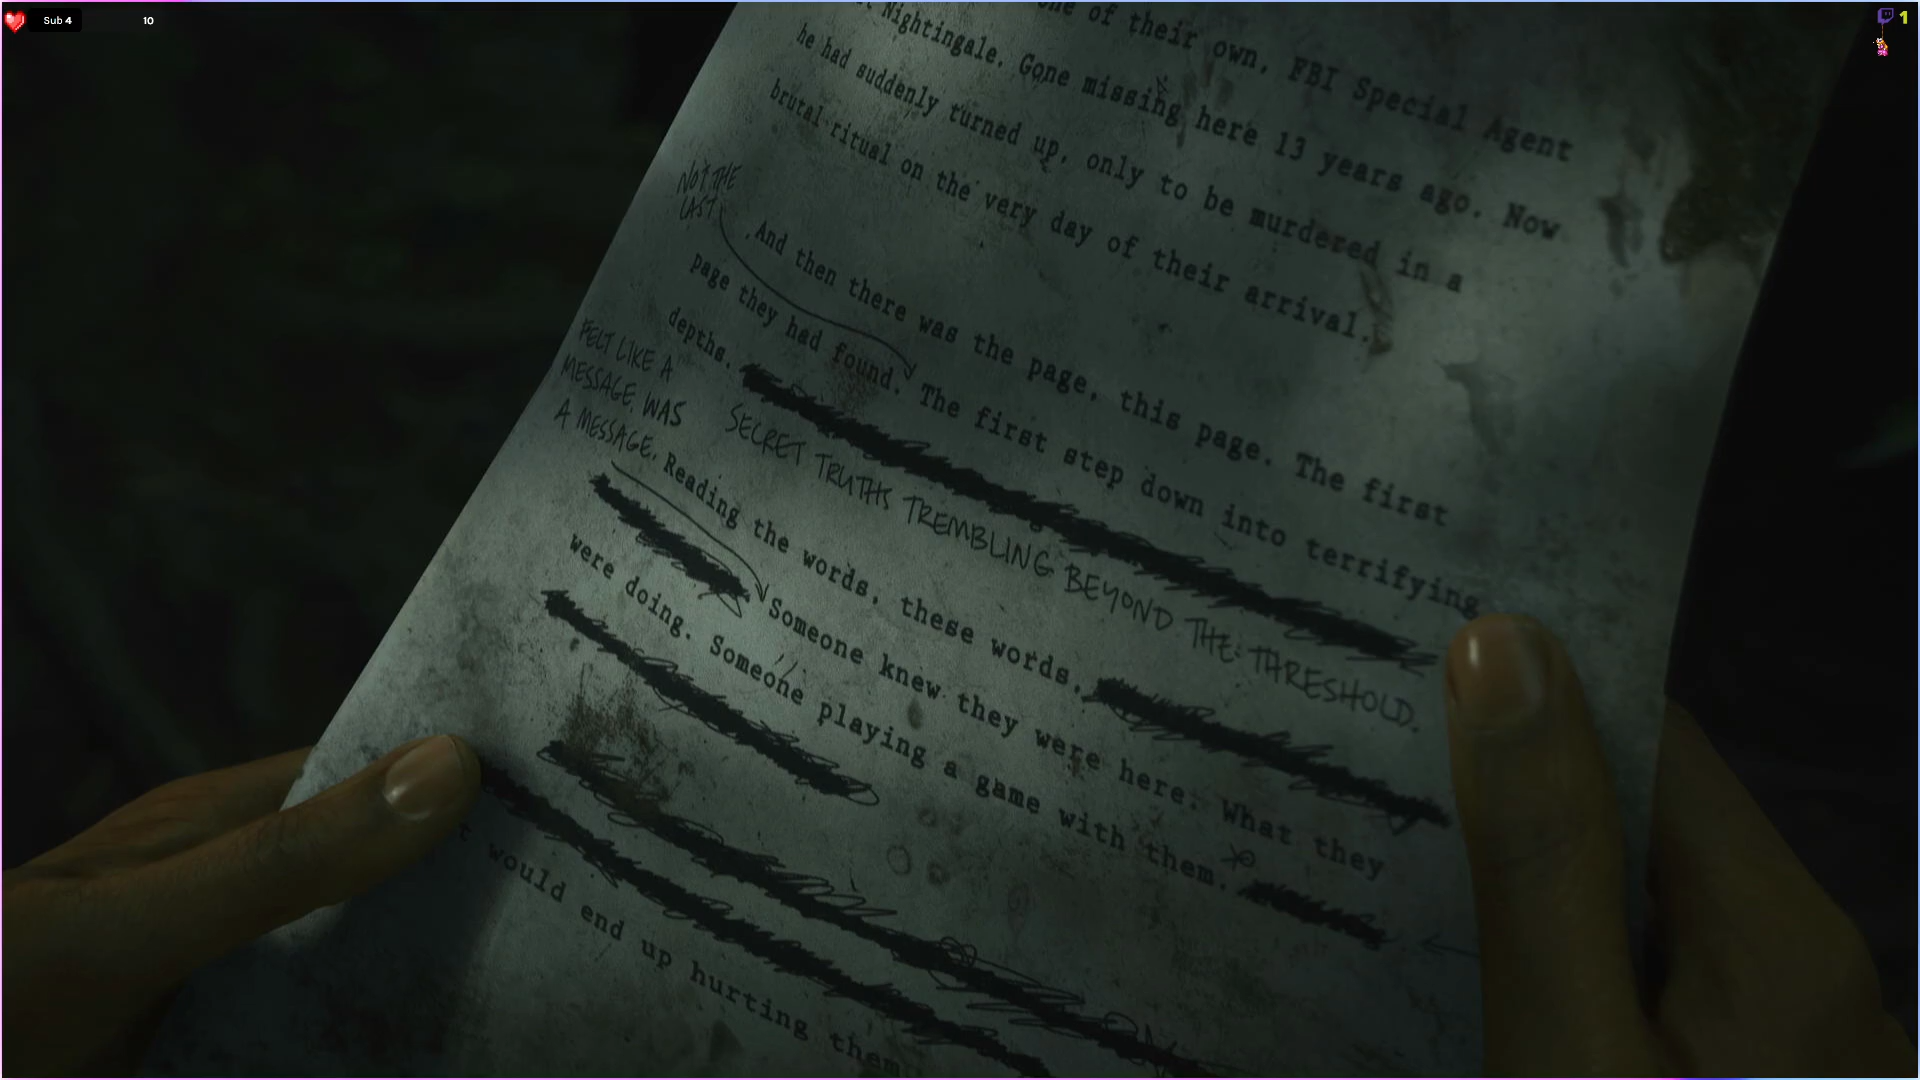 Sub 4
10
1
one of their own, FBI Special Agent
Nightingale. Gone missing here 13 years ago. Now
he had suddenly turned up, only to be murdered in a
brutal ritual on the very day of their arrival.
NOT THE
LAST
And then there was the page, this page. The first
page they had found. The first step down into terrifying
depths.
SECRET TRUTHS TREMBLING BEYOND THE THRESHOLD.
FELT LIKE A
MESSAGE. WAS
A MESSAGE.
Reading the words, these words.
Someone knew they were here. What they
were doing. Someone playing a game with them.
would end up hurting them